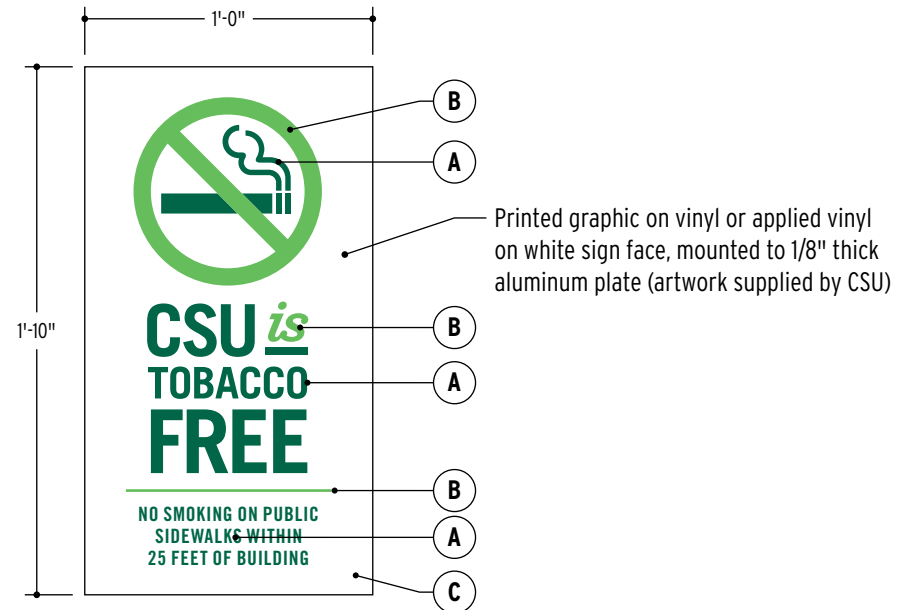 1'-0"
B
A
Printed graphic on vinyl or applied vinyl
on white sign face, mounted to 1/8" thick
aluminum plate (artwork supplied by CSU)
1'-10"
CSU is
B
TOBACCO
A
FREE
B
NO SMOKING ON PUBLIC
SIDEWALKS WITHIN
A
25 FEET OF BUILDING
C